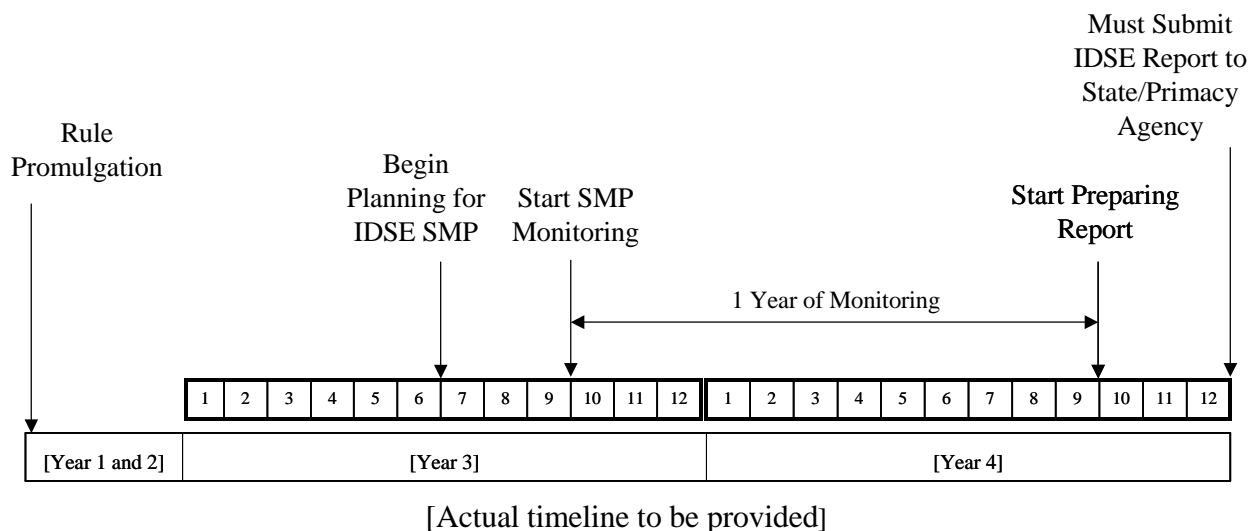 Must Submit
IDSE Report to
State/Primacy
Agency
Rule
Promulgation
Begin
Planning for
IDSE SMP
Start SMP
Monitoring
Start Preparing
Report
1 Year of Monitoring
1 2 3 4 5 6 7 8 9 10 11 12 1 2 3 4 5 6 7 8 9 10 11 12
[Year 1 and 2] [Year 3] [Year 4]
[Actual timeline to be provided]